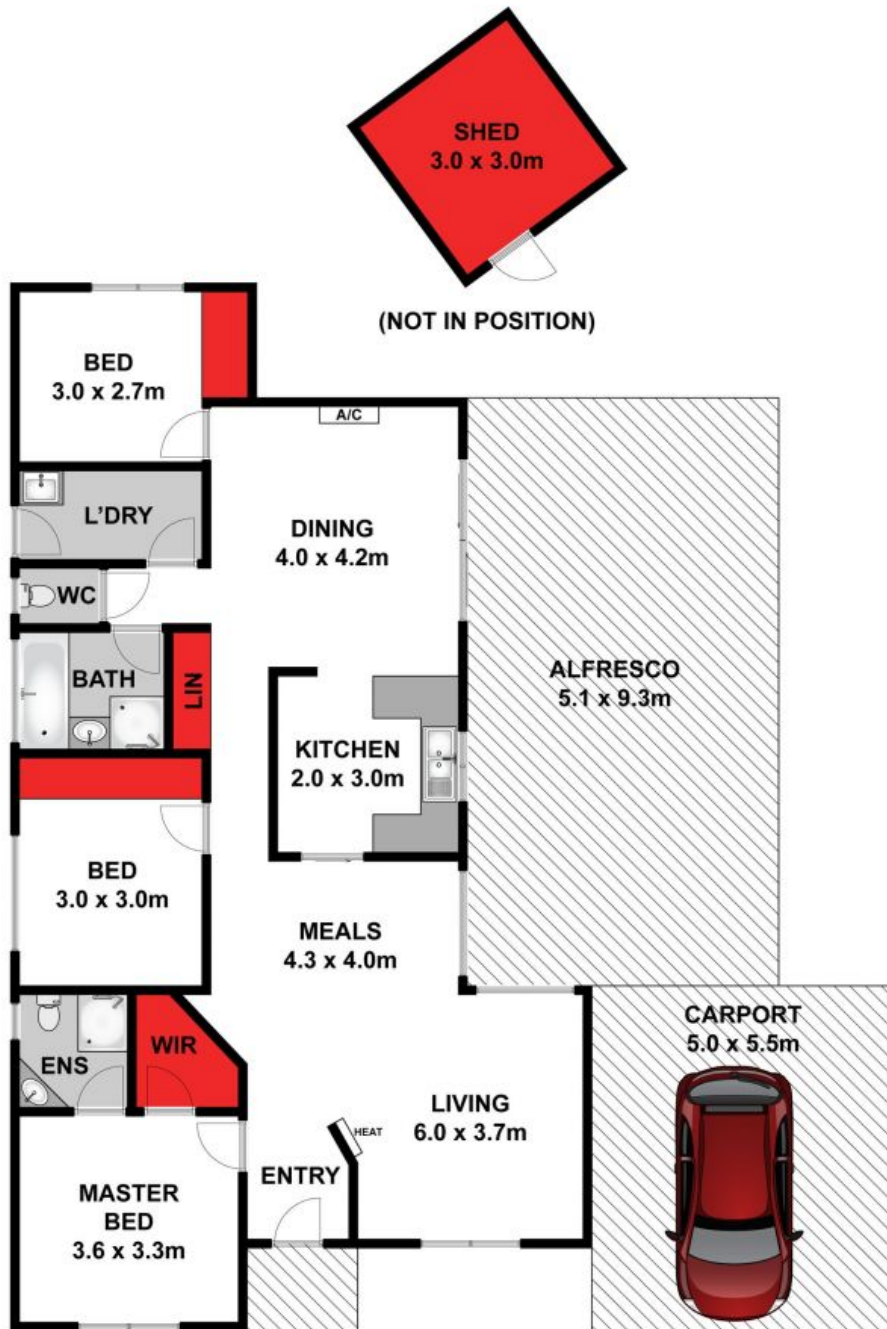 SHED
3.0 x 3.0m
(NOT IN POSITION)
BED
3.0 x 2.7m
A/C
L'DRY
DINING
4.0 x 4.2m
WC
BATH
LIN
ALFRESCO
5.1 x 9.3m
KITCHEN
2.0 x 3.0m
BED
3.0 x 3.0m
MEALS
4.3 x 4.0m
ENS
WIR
CARPORT
5.0 x 5.5m
LIVING
6.0 x 3.7m
HEAT
ENTRY
MASTER
BED
3.6 x 3.3m